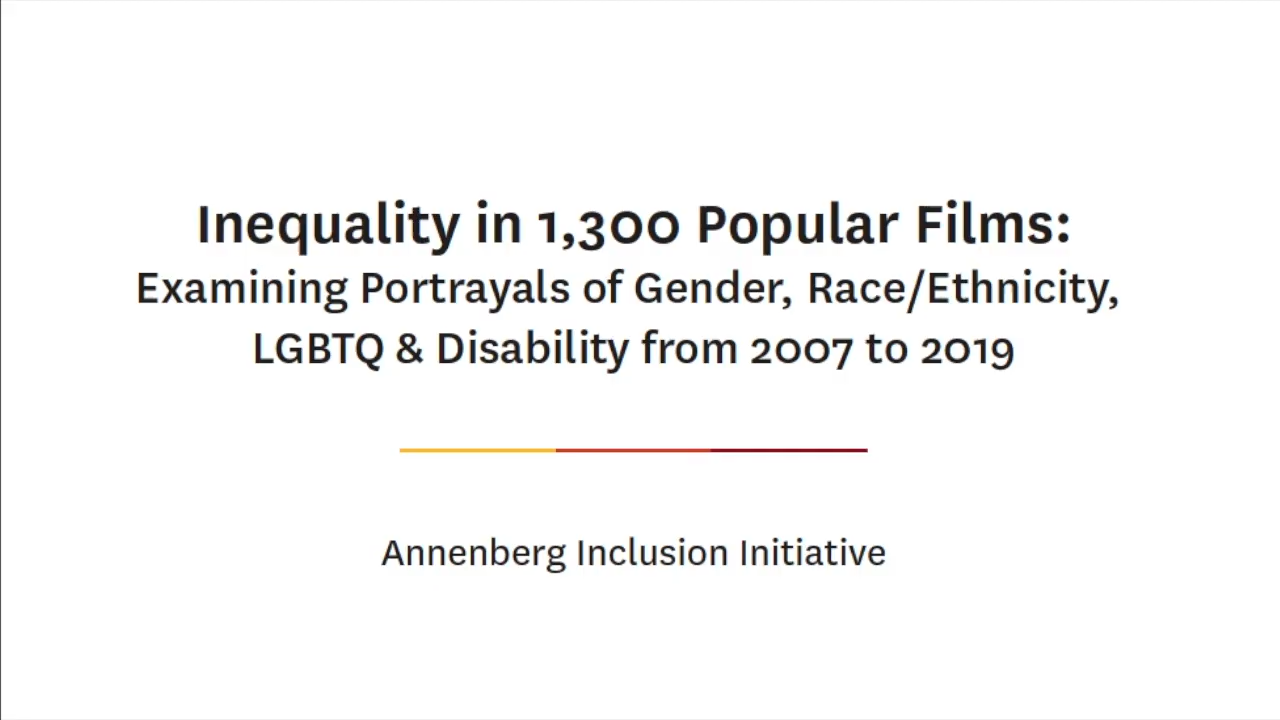 Inequality in 1,300 Popular Films:
Examining Portrayals of Gender, Race/Ethnicity,
LGBTQ & Disability from 2007 to 2019
Annenberg Inclusion Initiative